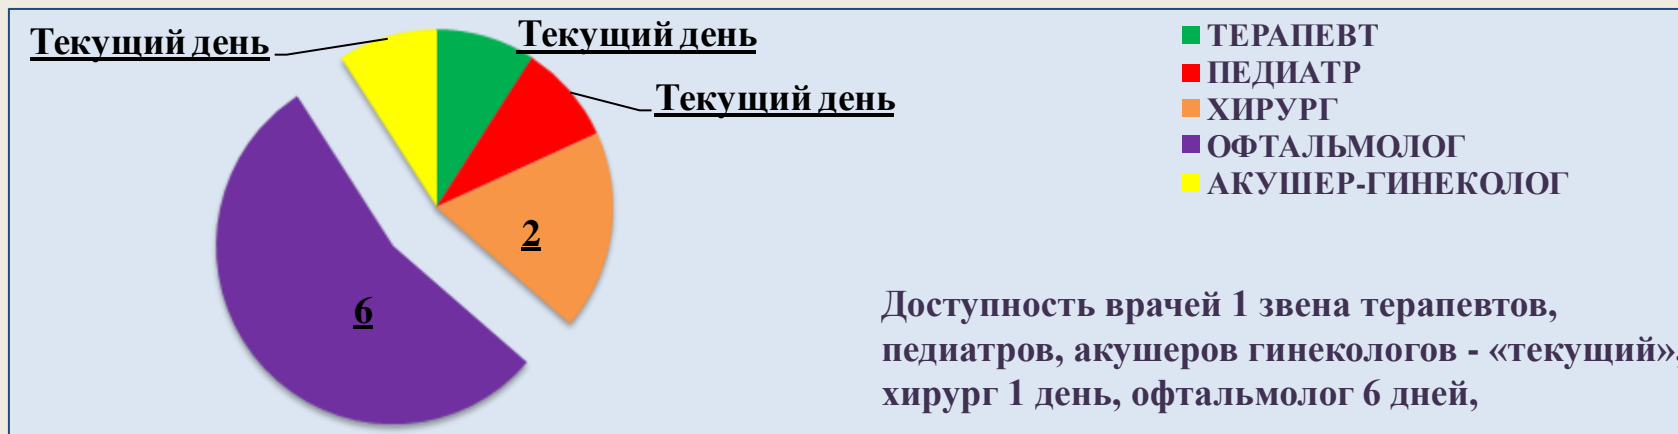 Текущий день
Текущий день
Текущий день
2
6
ТЕРАПЕВТ
ПЕДИАТР
ХИРУРГ
ОФТАЛЬМОЛОГ
АКУШЕР-ГИНЕКОЛОГ
Доступность врачей 1 звена терапевтов,
педиатров, акушеров гинекологов - «текущий»,
хирург 1 день, офтальмолог 6 дней,